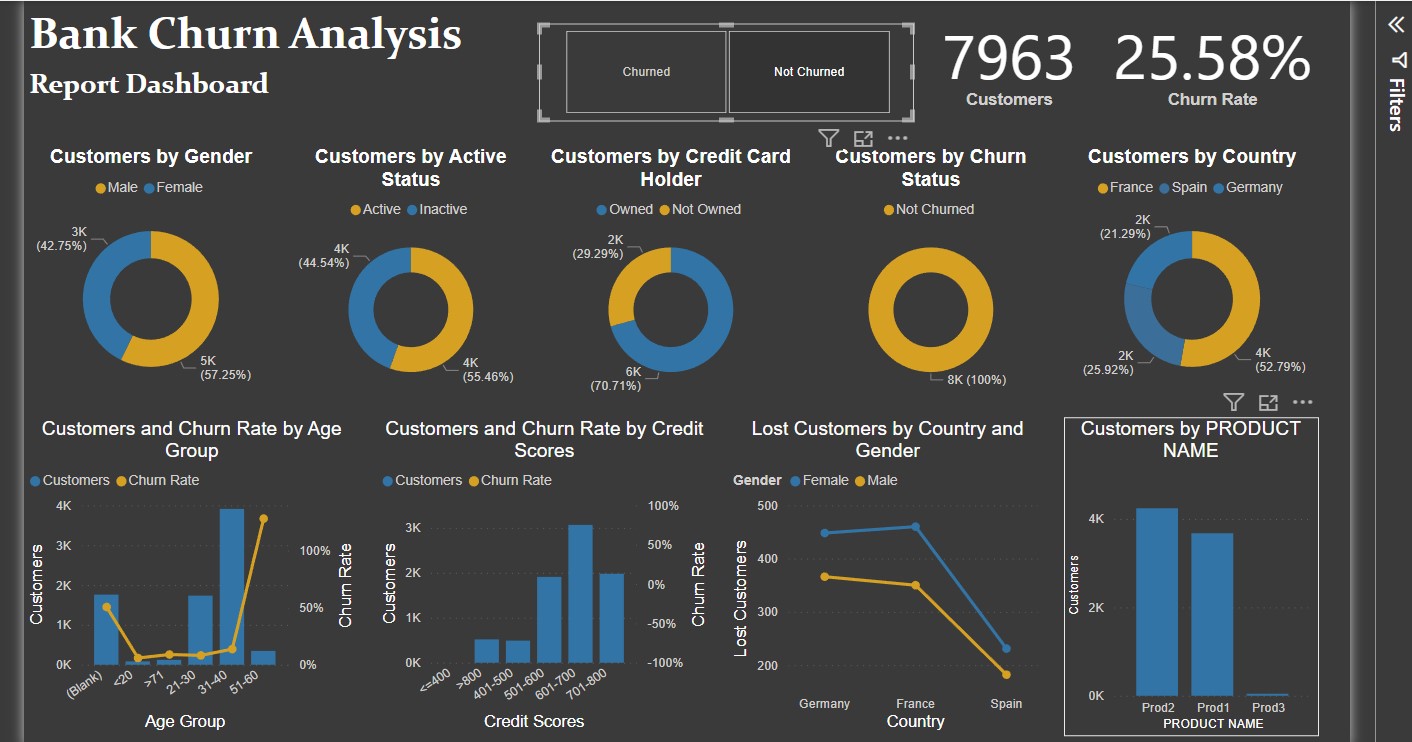 Bank Churn Analysis
Report Dashboard
Churned
Not Churned
7963
Customers
25.58%
Churn Rate
Filters
Customers by Gender
Male Female
3K
(42.75%)
5K
(57.25%)
Customers by Active
Status
Active Inactive
4K
(44.54%)
4K
(55.46%)
Customers by Credit Card
Holder
Owned Not Owned
2K
(29.29%)
6K
(70.71%)
Customers by Churn
Status
Not Churned
8K (100%)
Customers by Country
France Spain Germany
2K
(21.29%)
2K
(25.92%)
4K
(52.79%)
Customers and Churn Rate by Age
Group
Customers Churn Rate
4K
3K
2K
1K
0K
Customers
100%
50%
0%
Churn Rate
(Blank) <20 >71 21-30 31-40 51-60
Age Group
Customers and Churn Rate by Credit
Scores
Customers Churn Rate
3K
2K
1K
0K
Customers
100%
50%
0%
-50%
-100%
Churn Rate
<=400 >800 401-500 501-600 601-700 701-800
Credit Scores
Lost Customers by Country and
Gender
Gender Female Male
500
400
300
200
Lost Customers
Germany France Spain
Country
Customers by PRODUCT
NAME
4K
2K
0K
Customers
Prod2 Prod1 Prod3
PRODUCT NAME